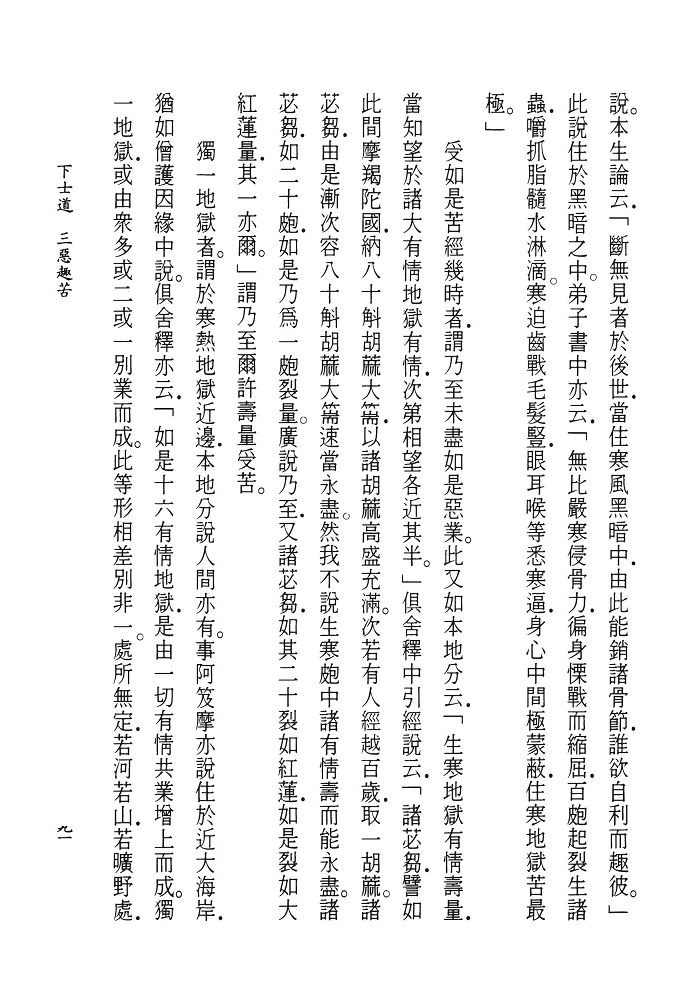 說。本生論云．「斷無見者於後世．當住寒風黑暗中．由此能銷諸骨節．誰欲自利而趣彼。」
此說住於黑暗之中。弟子書中亦云．「無比嚴寒侵骨力．徧身慄戰而縮屈．百皰起裂生諸
蟲．嚼抓脂髓水淋滴。寒迫齒戰毛髮豎．眼耳喉等悉寒逼．身心中間極蒙蔽．住寒地獄苦最
極。」
受如是苦經幾時者．謂乃至未盡如是惡業。此又如本地分云．「生寒地獄有情壽量．
當知望於諸大有情地獄有情．次第相望各近其半。」俱舍釋中引經說云．「諸苾芻．譬如
此間摩羯陀國．納八十斛胡蔴大篅．以諸胡蔴高盛充滿。次若有人經越百歲．取一胡蔴。諸
苾芻．由是漸次容八十斛胡蔴大篅速當永盡。然我不說生寒皰中諸有情壽而能永盡。諸
苾芻．如二十皰．如是乃爲一皰裂量。廣說乃至．又諸苾芻．如其二十裂如紅蓮．如是裂如大
紅蓮量．其一亦爾。」謂乃至爾許壽量受苦。
獨一地獄者。謂於寒熱地獄近邊．本地分說人間亦有。事阿笈摩亦說住於近大海岸．
猶如僧護因緣中說。俱舍釋亦云．「如是十六有情地獄．是由一切有情共業增上而成。獨
一地獄．或由衆多或二或一別業而成。此等形相差別非一。處所無定．若河若山．若曠野處．
下士道 三惡趣苦
九一